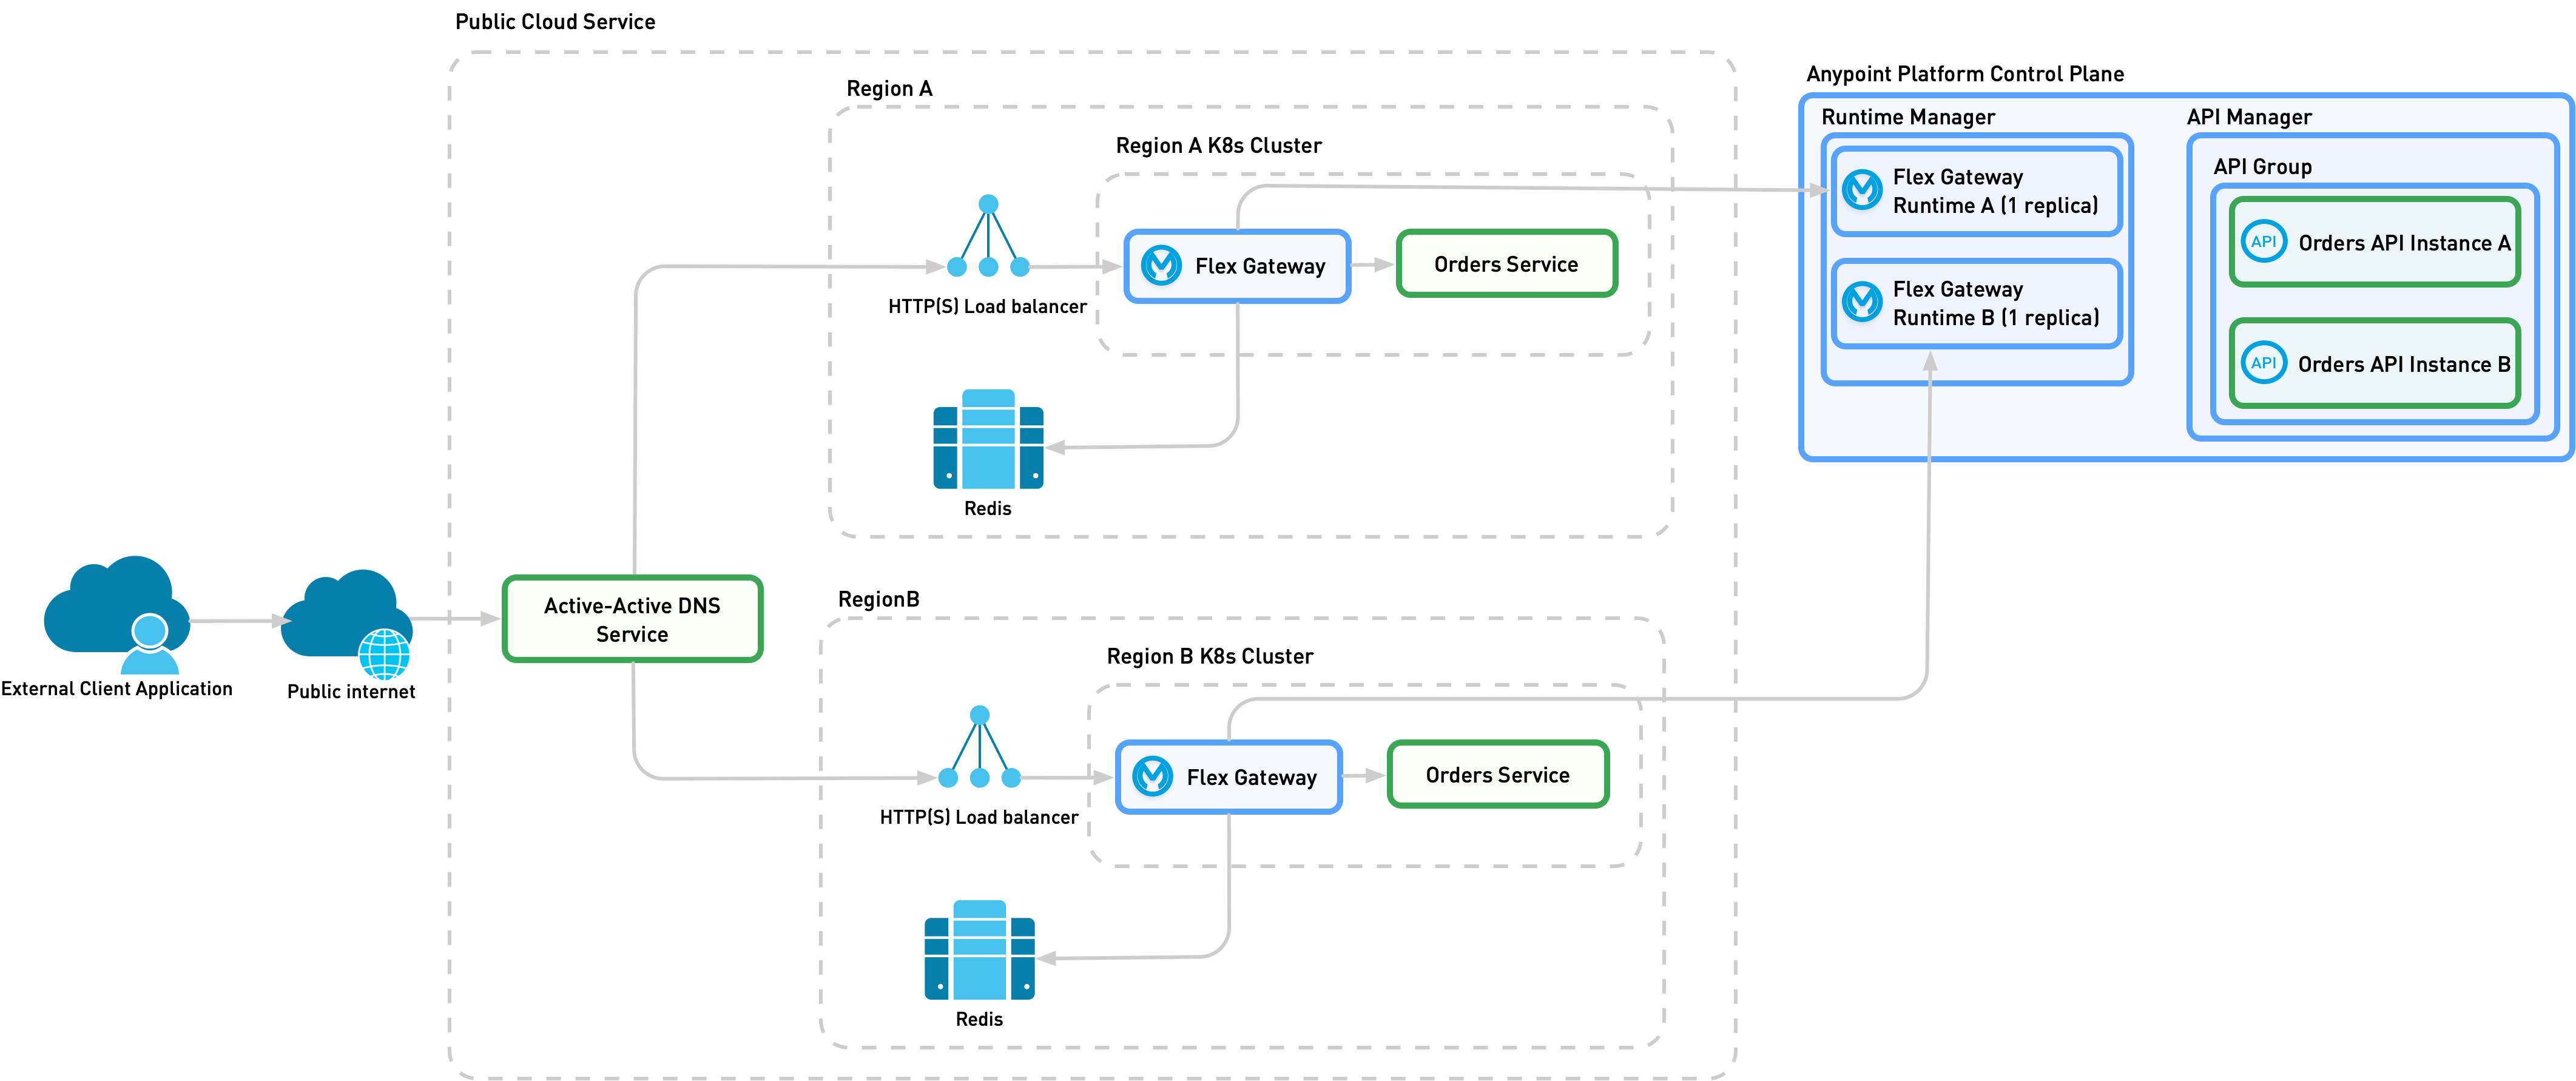 Public Cloud Service
Region A
Region A K8s Cluster
HTTP(S) Load balancer
Flex Gateway
Orders Service
Redis
External Client Application
Public internet
Active-Active DNS
Service
RegionB
Region B K8s Cluster
HTTP(S) Load balancer
Flex Gateway
Orders Service
Redis
Anypoint Platform Control Plane
Runtime Manager
Flex Gateway
Runtime A (1 replica)
Flex Gateway
Runtime B (1 replica)
API Manager
API Group
API
Orders API Instance A
API
Orders API Instance B